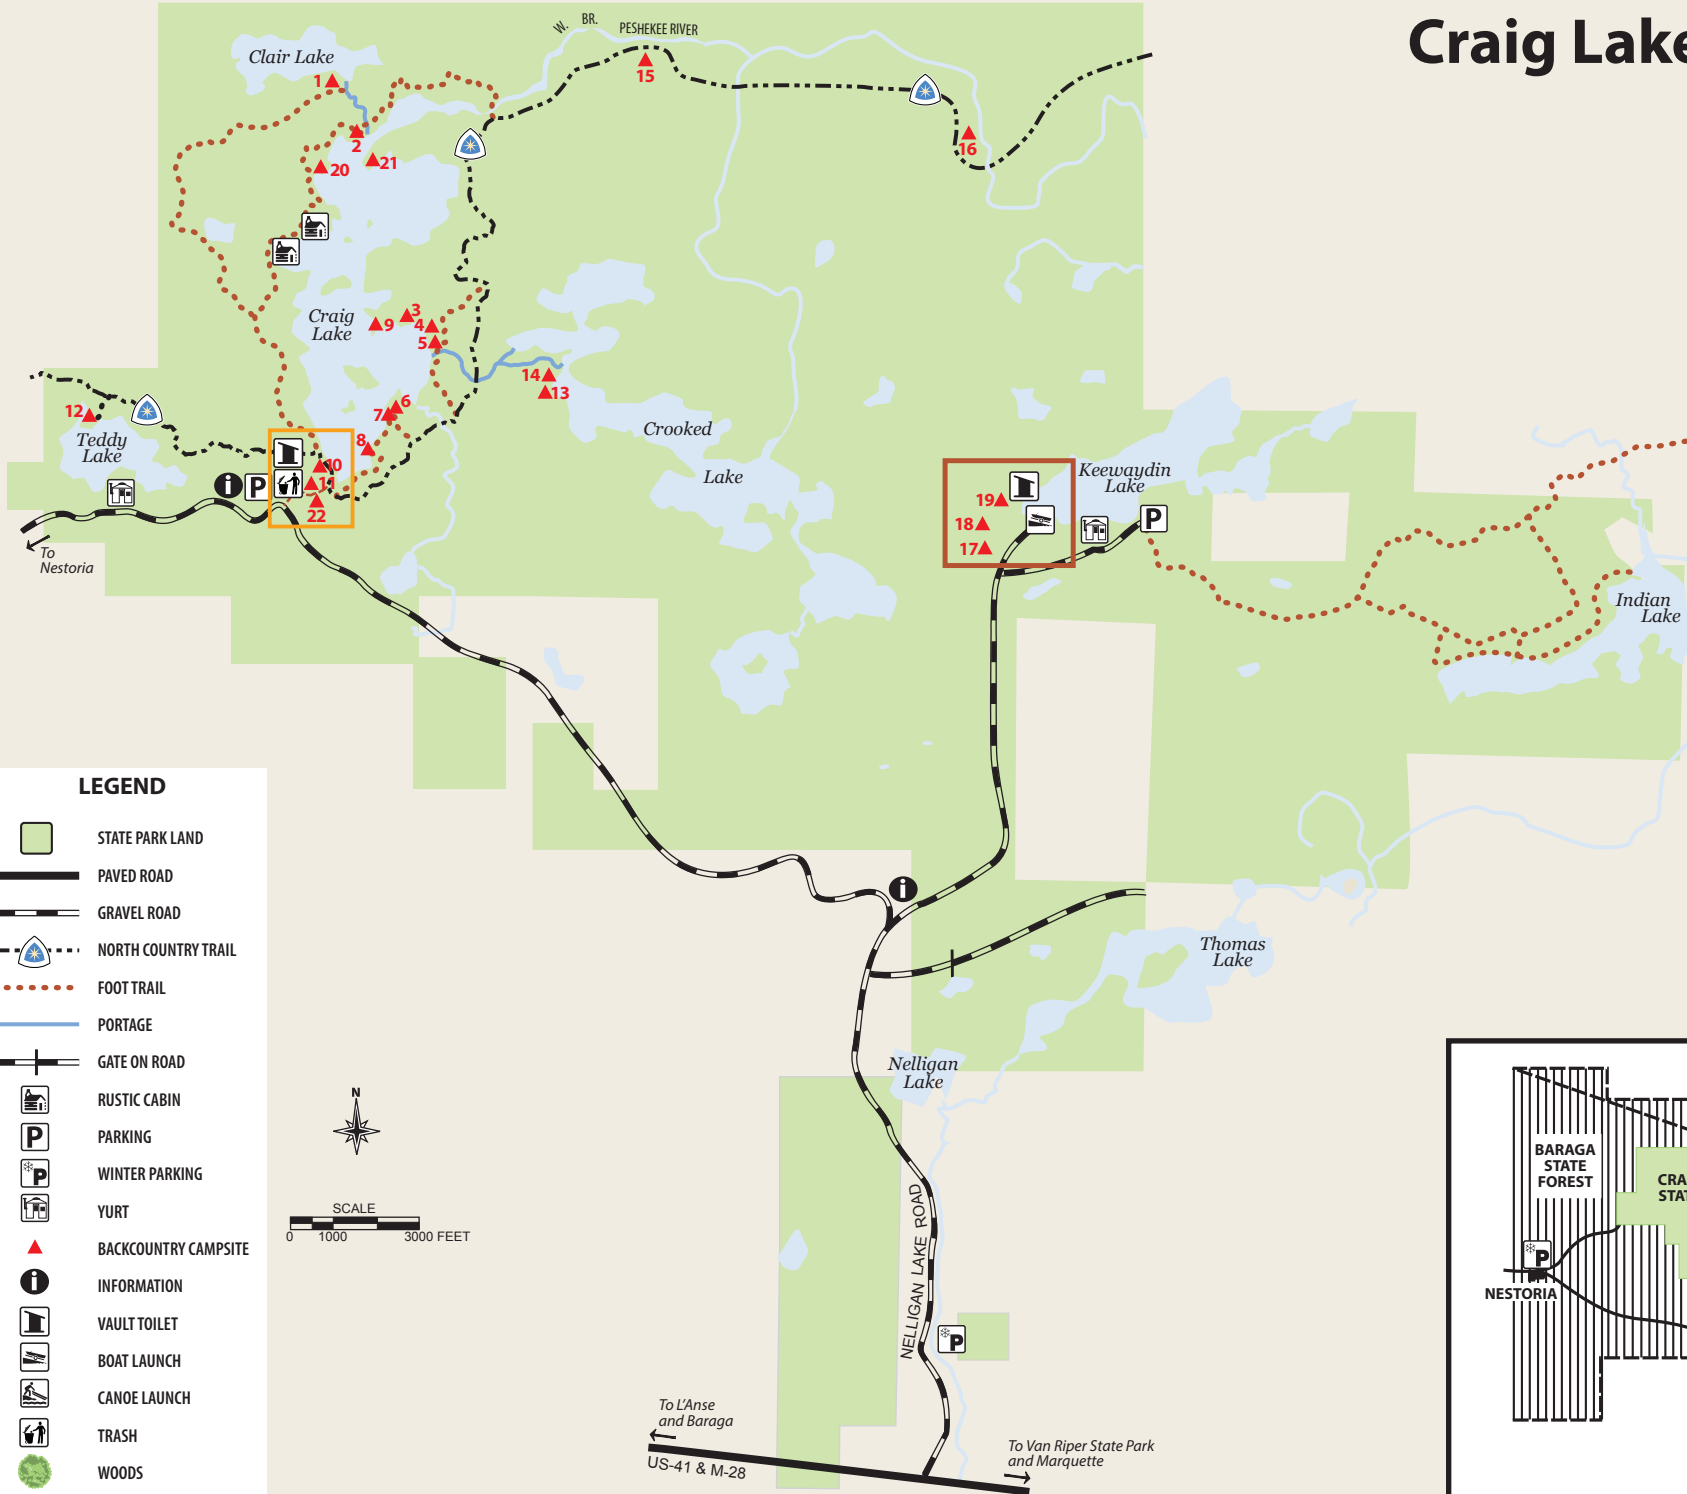 Craig Lake
W. BR. PESHEKEE RIVER
Clair Lake
1
15
2
21
20
16
Craig
Lake
3
9
4
5
14
13
6
7
12
Teddy
Lake
8
10
11
22
To
Nestoria
P
Crooked
Lake
Keewaydin
Lake
19
18
17
P
Indian
Lake
LEGEND
STATE PARK LAND
PAVED ROAD
GRAVEL ROAD
NORTH COUNTRY TRAIL
FOOT TRAIL
PORTAGE
GATE ON ROAD
RUSTIC CABIN
P PARKING
P WINTER PARKING
YURT
BACKCOUNTRY CAMPSITE
i INFORMATION
VAULT TOILET
BOAT LAUNCH
CANOE LAUNCH
TRASH
WOODS
N
SCALE
0 1000 3000 FEET
i
i
Thomas
Lake
Nelligan
Lake
NELLIGAN LAKE ROAD
P
To L'Anse
and Baraga
US-41 & M-28
To Van Riper State Park
and Marquette
BARAGA
STATE
FOREST
CRA
STAT
P
NESTORIA